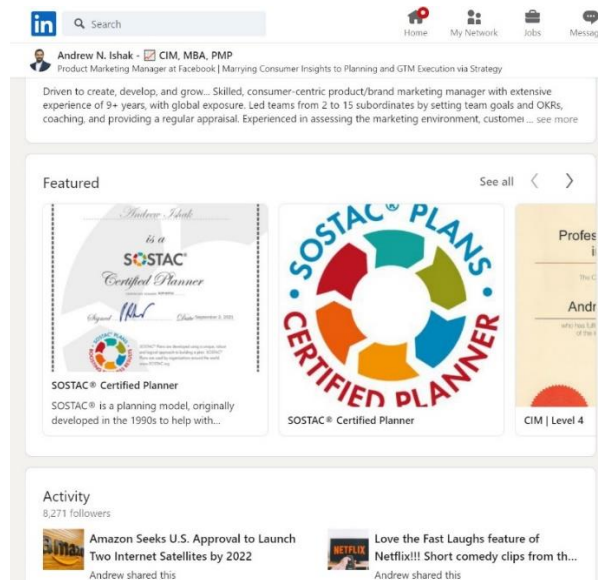 in
Search
Home
My Network
Jobs
Messag
Andrew N. Ishak - CIM, MBA, PMP
Product Marketing Manager at Facebook | Marrying Consumer Insights to Planning and GTM Execution via Strategy
Driven to create, develop, and grow... Skilled, consumer-centric product/brand marketing manager with extensive
experience of 9+ years, with global exposure. Led teams from 2 to 15 subordinates by setting team goals and OKRs,
coaching, and providing a regular appraisal. Experienced in assessing the marketing environment, customer ... see more
Featured
See all
Andrew Ishak
is a
SOSTAC®
Certified Planner
Signed
Date September
SOSTAC® PLANS
CERTIFIED PLANNER
Profes
Andr
SOSTAC® Certified Planner
SOSTAC® is a planning model, originally
developed in the 1990s to help with...
SOSTAC® Certified Planner
CIM | Level 4
Activity
8,271 followers
Amazon Seeks U.S. Approval to Launch
Two Internet Satellites by 2022
Andrew shared this
NETFLIX
Love the Fast Laughs feature of
Netflix!!! Short comedy clips from th...
Andrew shared this